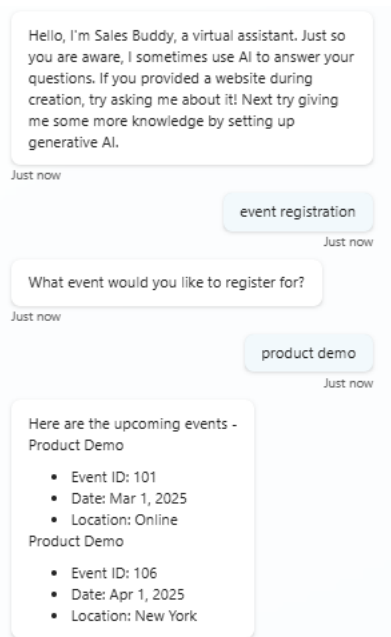 Hello, I'm Sales Buddy, a virtual assistant. Just so
you are aware, I sometimes use AI to answer your
questions. If you provided a website during
creation, try asking me about it! Next try giving
me some more knowledge by setting up
generative AI.
Just now
event registration
Just now
What event would you like to register for?
Just now
product demo
Just now
Here are the upcoming events -
Product Demo
• Event ID: 101
• Date: Mar 1, 2025
• Location: Online
Product Demo
• Event ID: 106
• Date: Apr 1, 2025
• Location: New York